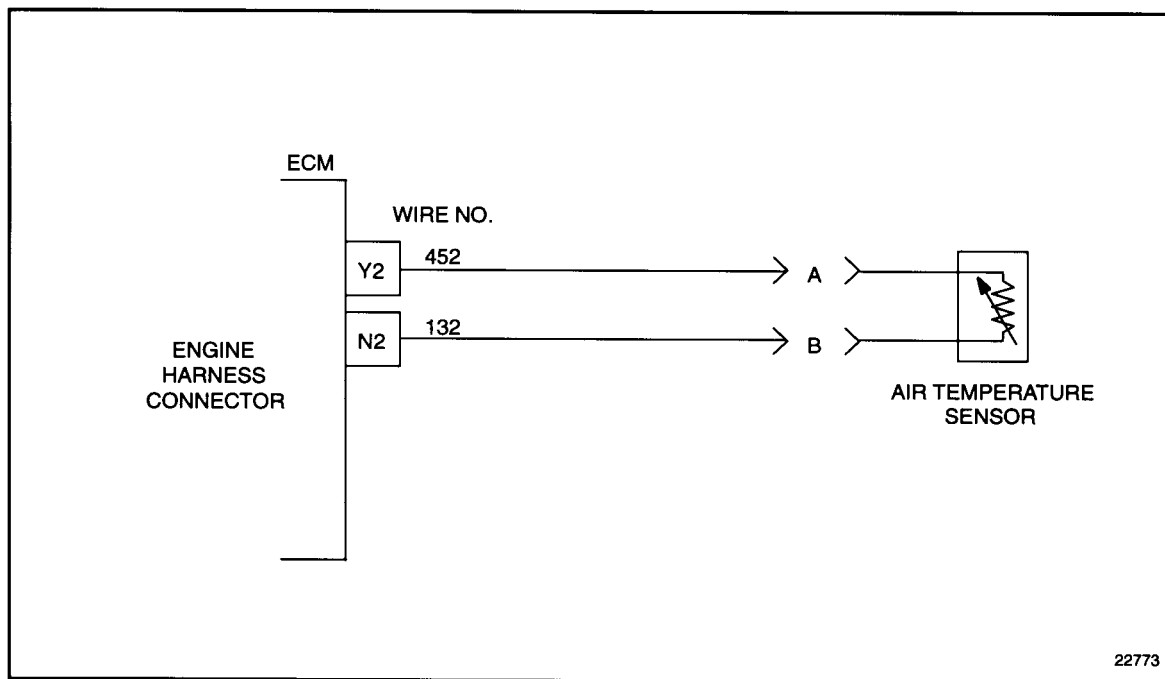 ECM
WIRE NO.
Y2
452
A
N2
132
B
ENGINE
HARNESS
CONNECTOR
AIR TEMPERATURE
SENSOR
22773